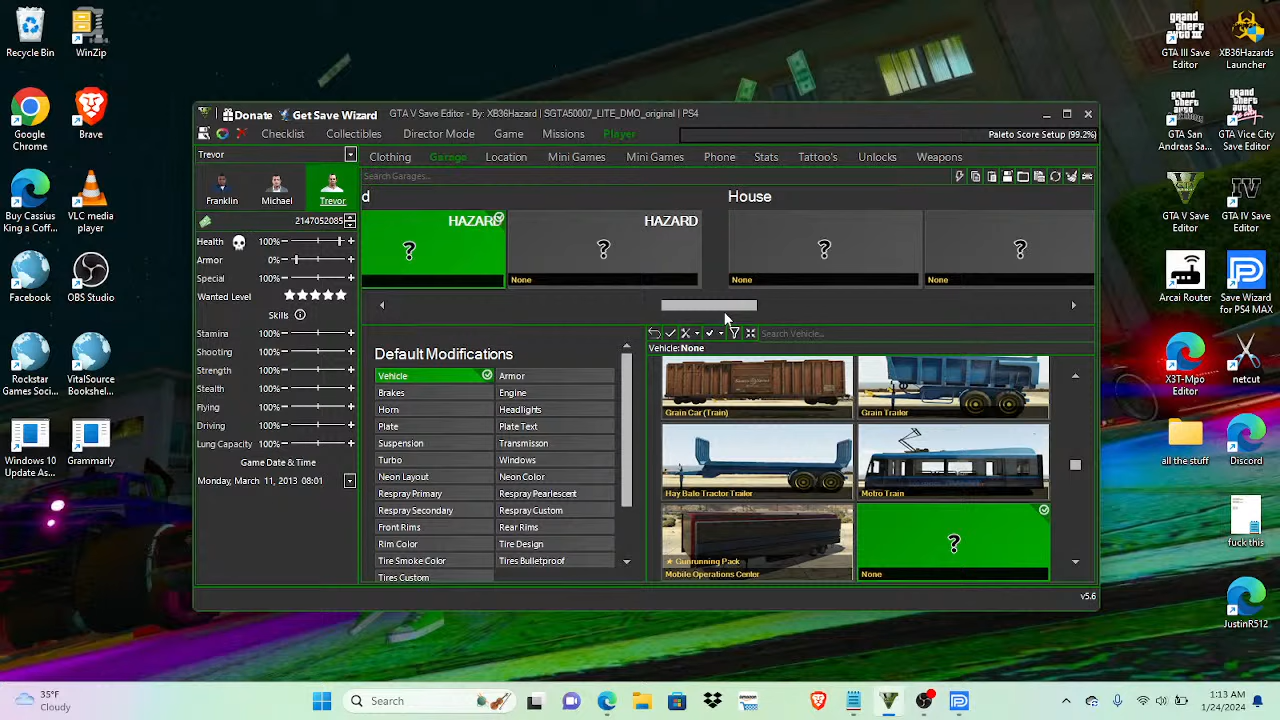 Recycle Bin
WinZip
Google Chrome
Brave
Buy Cassius King a Coff...
VLC media player
Facebook
OBS Studio
Rockstar Games Social...
VitalSource Bookshel...
Windows 10 Update As...
Grammarly
Donate
Get Save Wizard
GTA V Save Editor - By XB36Hazard | SGTA50007_LITE_DMO_original | PS4
Checklist
Collectibles
Director Mode
Game
Missions
Player
Paleto Score Setup (99.2%)
Trevor
Clothing
Garage
Location
Mini Games
Mini Games
Phone
Stats
Tattoo's
Unlocks
Weapons
Search Garages...
Franklin
Michael
Trevor
2147052085
Health 100%
Armor 0%
Special 100%
Wanted Level
Skills
Stamina 100%
Shooting 100%
Strength 100%
Stealth 100%
Flying 100%
Driving 100%
Lung Capacity 100%
Game Date & Time
Monday, March 11, 2013, 08:01
d
House
HAZARD
HAZARD
?
?
?
?
None
None
None
Default Modifications
Vehicle
Armor
Brakes
Engine
Horn
Headlights
Plate
Plate Text
Suspension
Transmisson
Turbo
Windows
Neon Layout
Neon Color
Respray Primary
Respray Pearlescent
Respray Secondary
Respray Custom
Front Rims
Rear Rims
Rim Color
Tire Design
Tire Smoke Color
Tires Bulletproof
Tires Custom
Search Vehicle...
Vehicle: None
Grain Car (Train)
Grain Trailer
Hay Bale Tractor Trailer
Metro Train
Gunrunning Pack
Mobile Operations Center
?
None
v5.6
GTA III Save Editor
XB36Hazards Launcher
GTA San Andreas Sa...
GTA Vice City Save Editor
GTA V Save Editor
GTA IV Save Editor
Arcai Router
Save Wizard for PS4 MAX
X3T-Mpo Editor
netcut
all the stuff
Discord
fuck this
JustinR512
35°F
Cloudy
Search
1:13 AM
1/24/2024